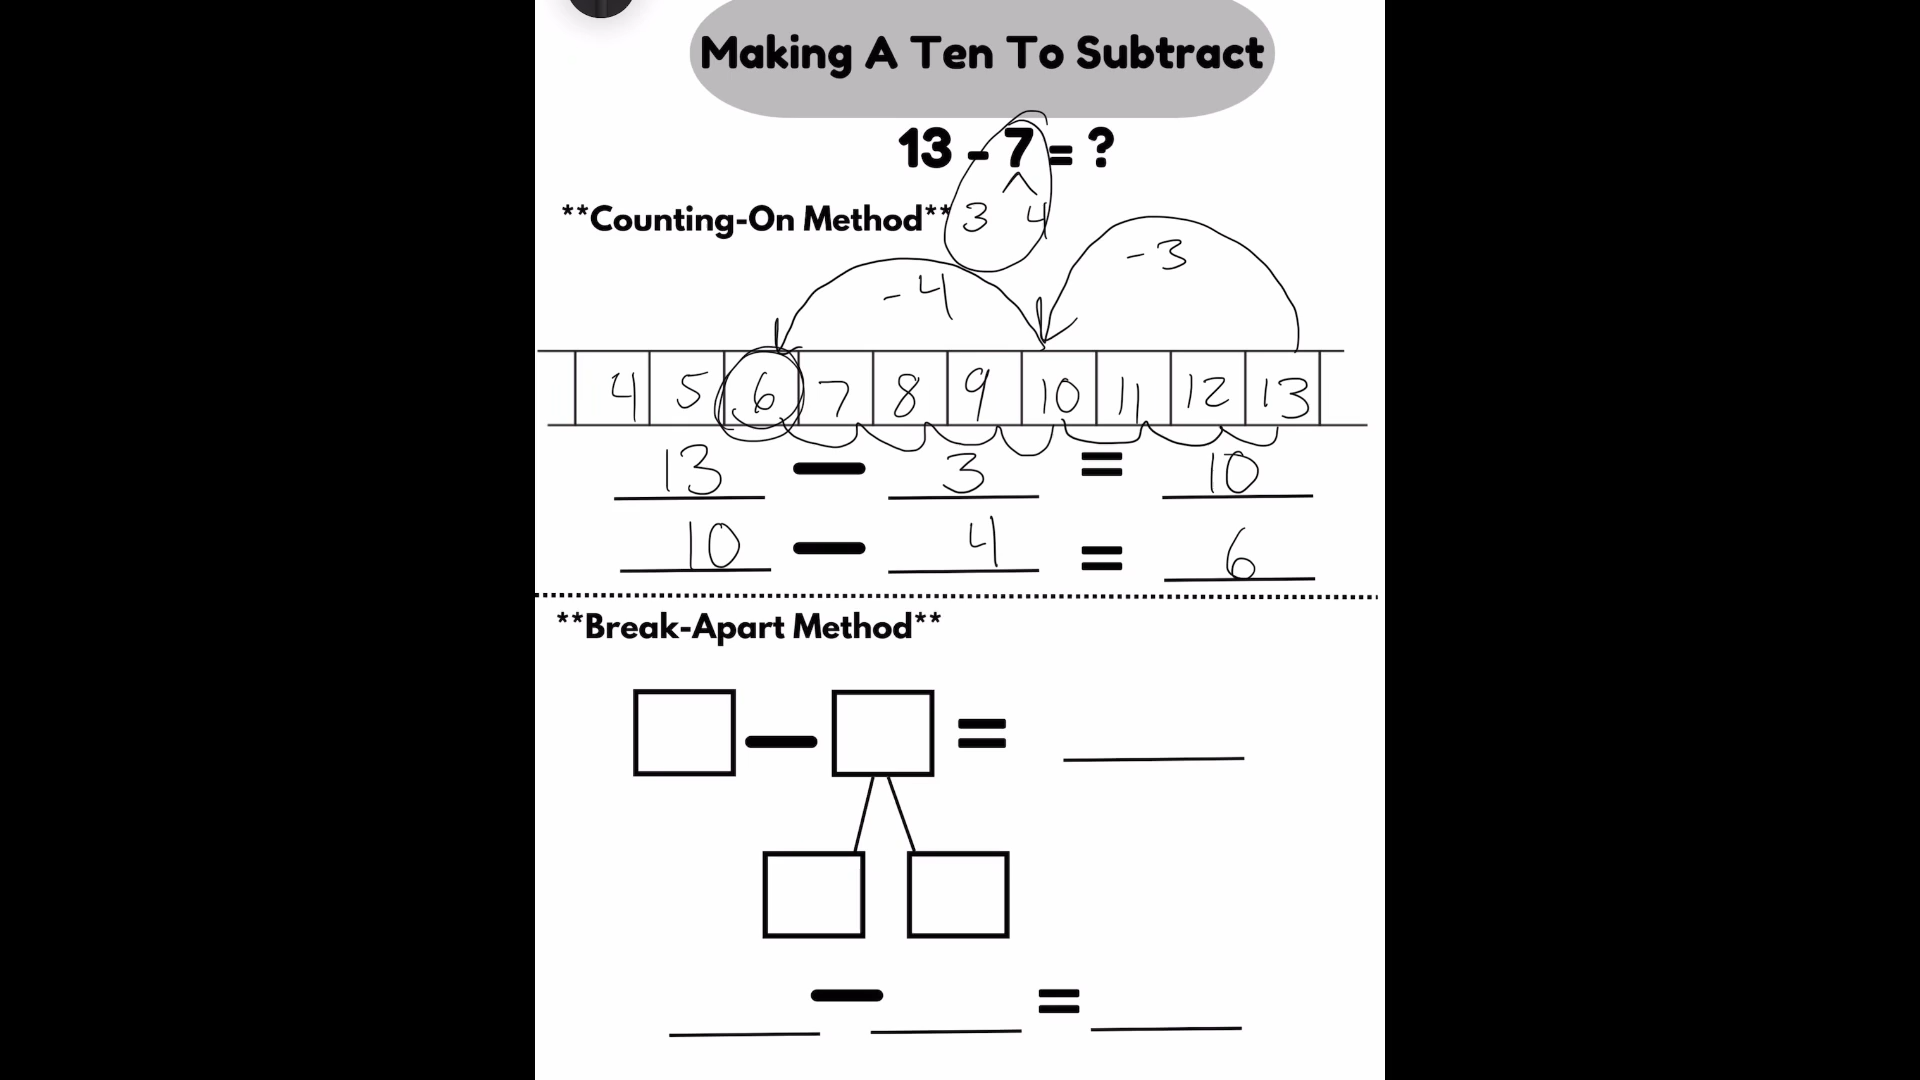 Making A Ten To Subtract
13 - 7 = ?
**Counting-On Method** 3 4
-3
-4
4 5 6 7 8 9 10 11 12 13
13 - 3 = 10
10 - 4 = 6
**Break-Apart Method**
- =
- =